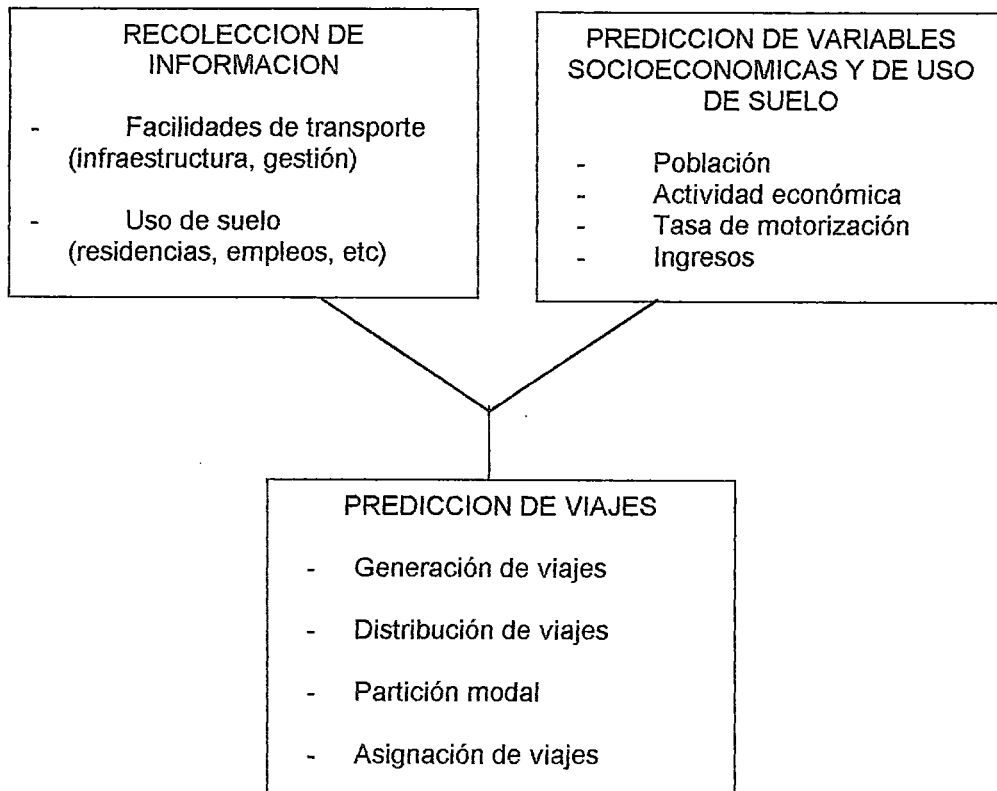 RECOLECCION DE
INFORMACION
- Facilidades de transporte
(infraestructura, gestión)
- Uso de suelo
(residencias, empleos, etc)
PREDICCION DE VARIABLES
SOCIOECONOMICAS Y DE USO
DE SUELO
- Población
- Actividad económica
- Tasa de motorización
- Ingresos
PREDICCION DE VIAJES
- Generación de viajes
- Distribución de viajes
- Partición modal
- Asignación de viajes